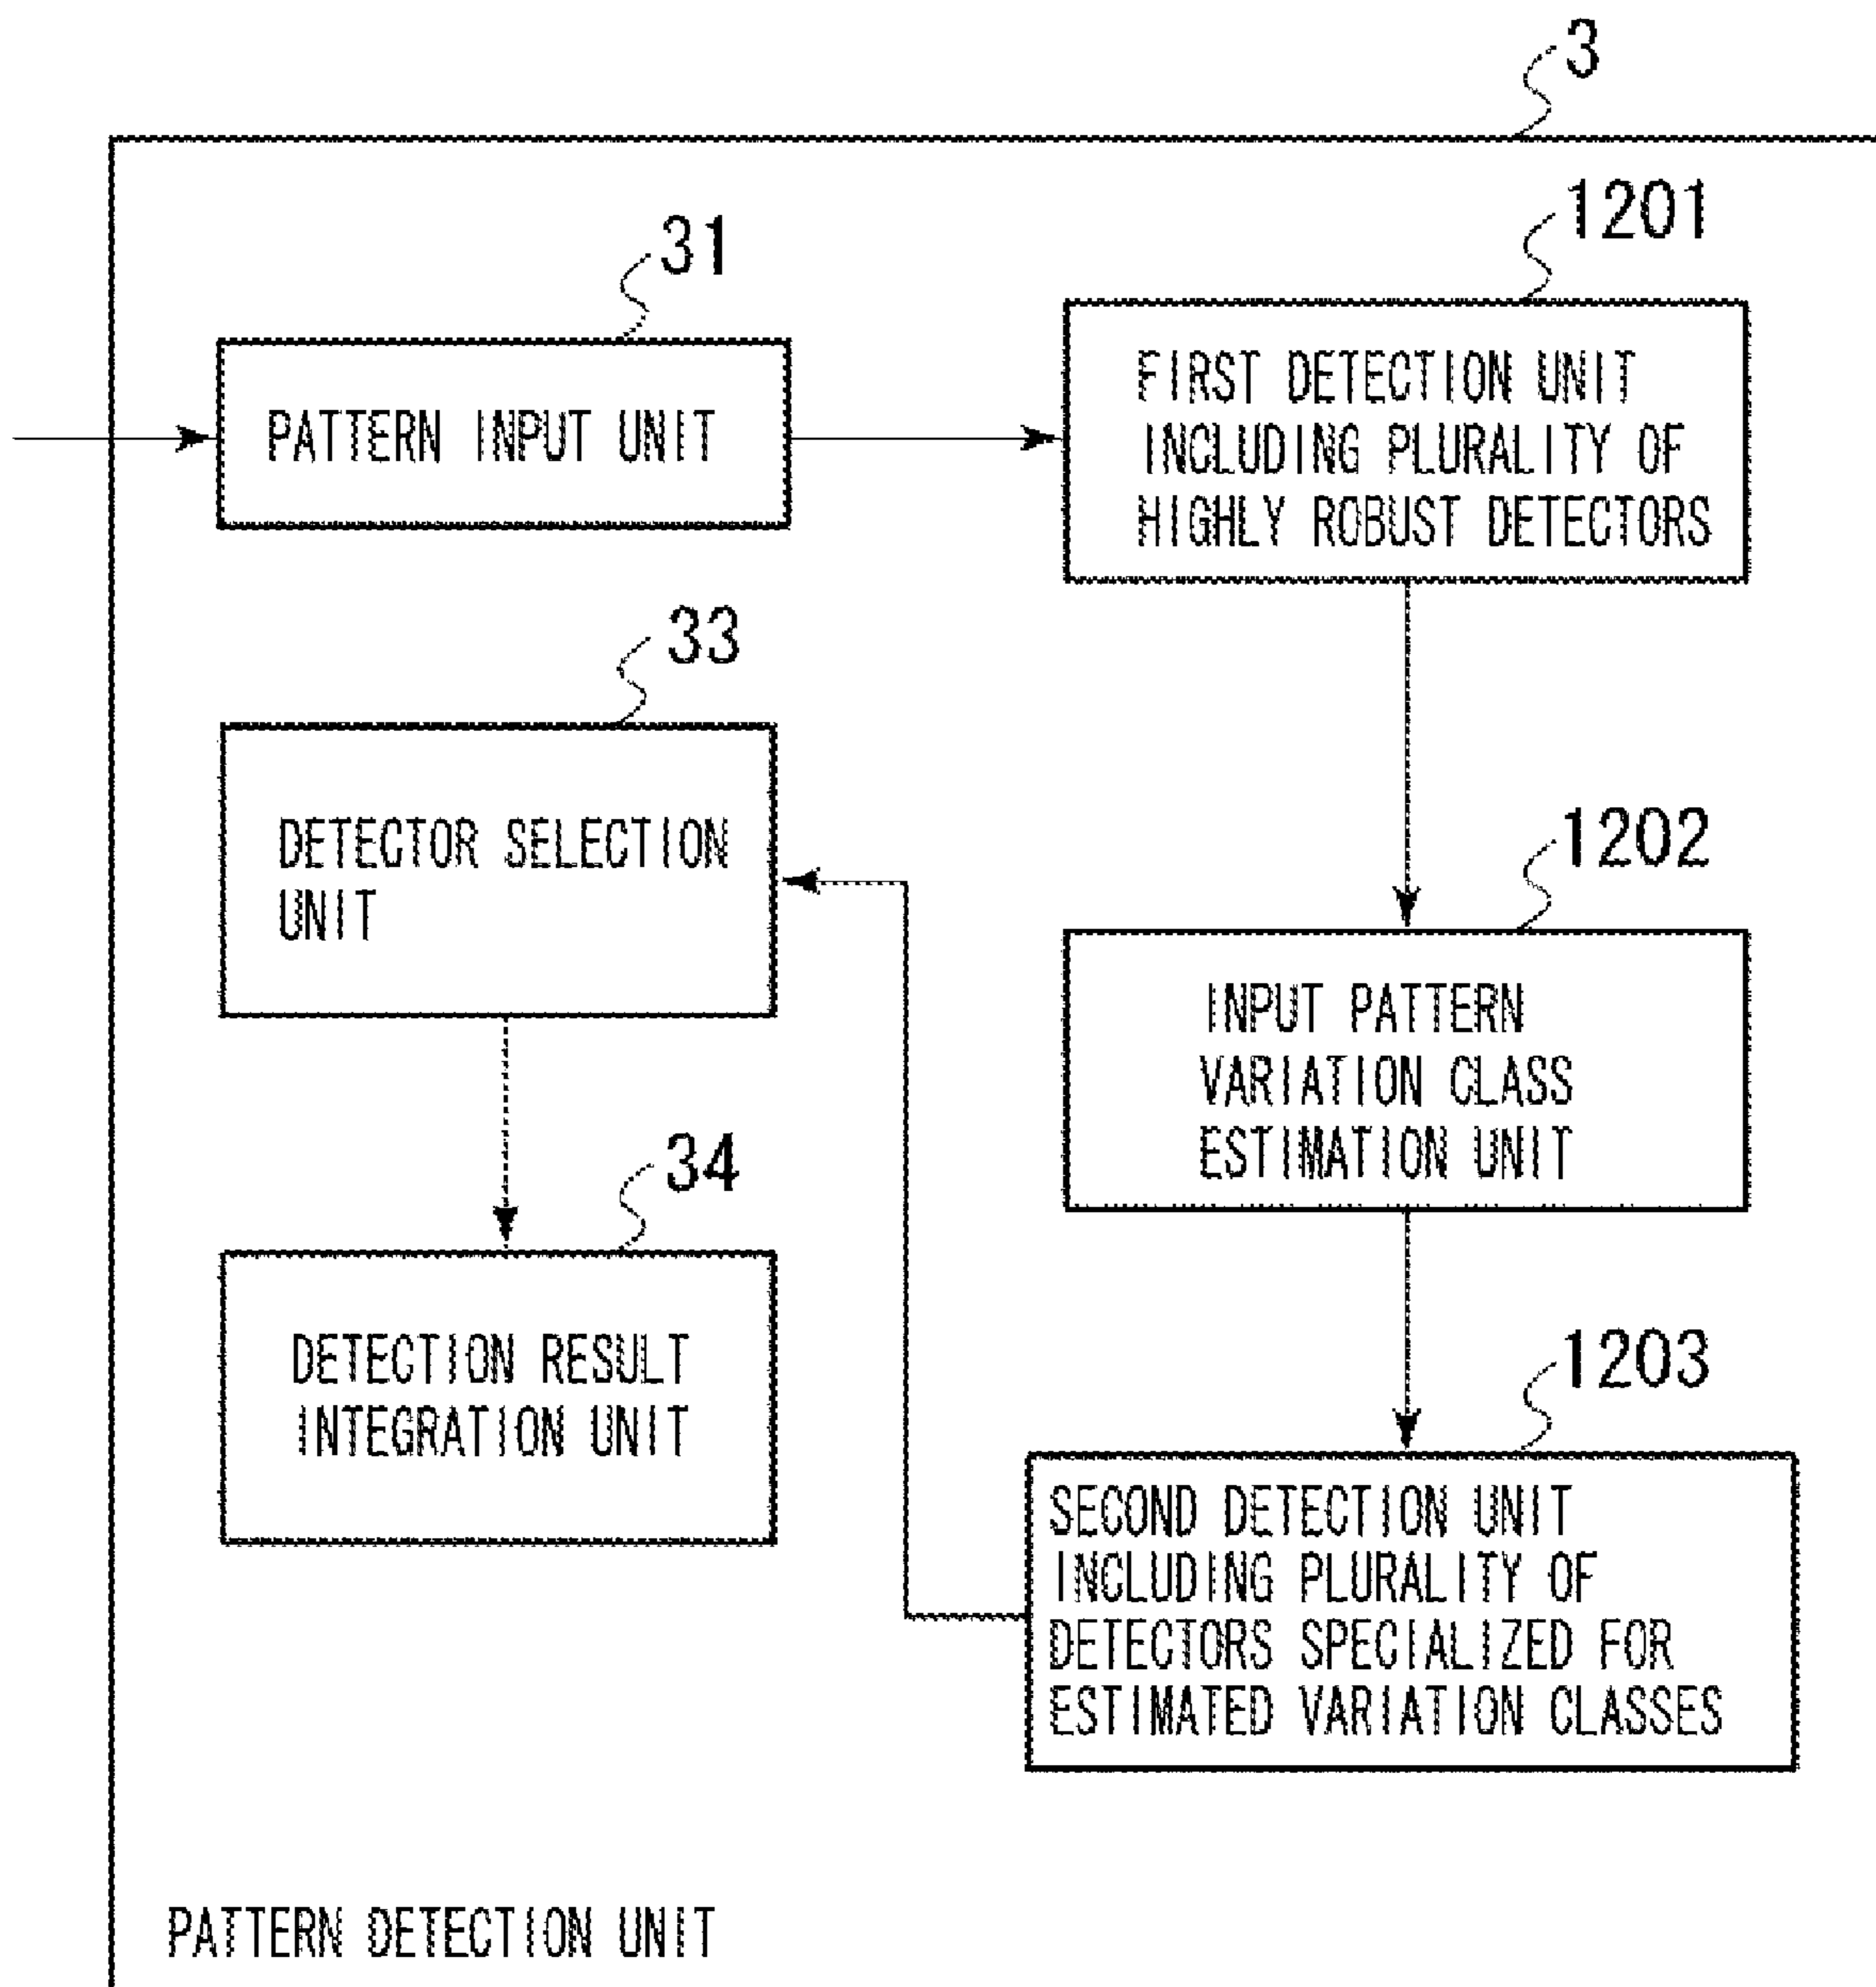 3
31
PATTERN INPUT UNIT
1201
FIRST DETECTION UNIT
INCLUDING PLURALITY OF
HIGHLY ROBUST DETECTORS
33
DETECTOR SELECTION
UNIT
1202
INPUT PATTERN
VARIATION CLASS
ESTIMATION UNIT
34
DETECTION RESULT
INTEGRATION UNIT
1203
SECOND DETECTION UNIT
INCLUDING PLURALITY OF
DETECTORS SPECIALIZED FOR
ESTIMATED VARIATION CLASSES
PATTERN DETECTION UNIT